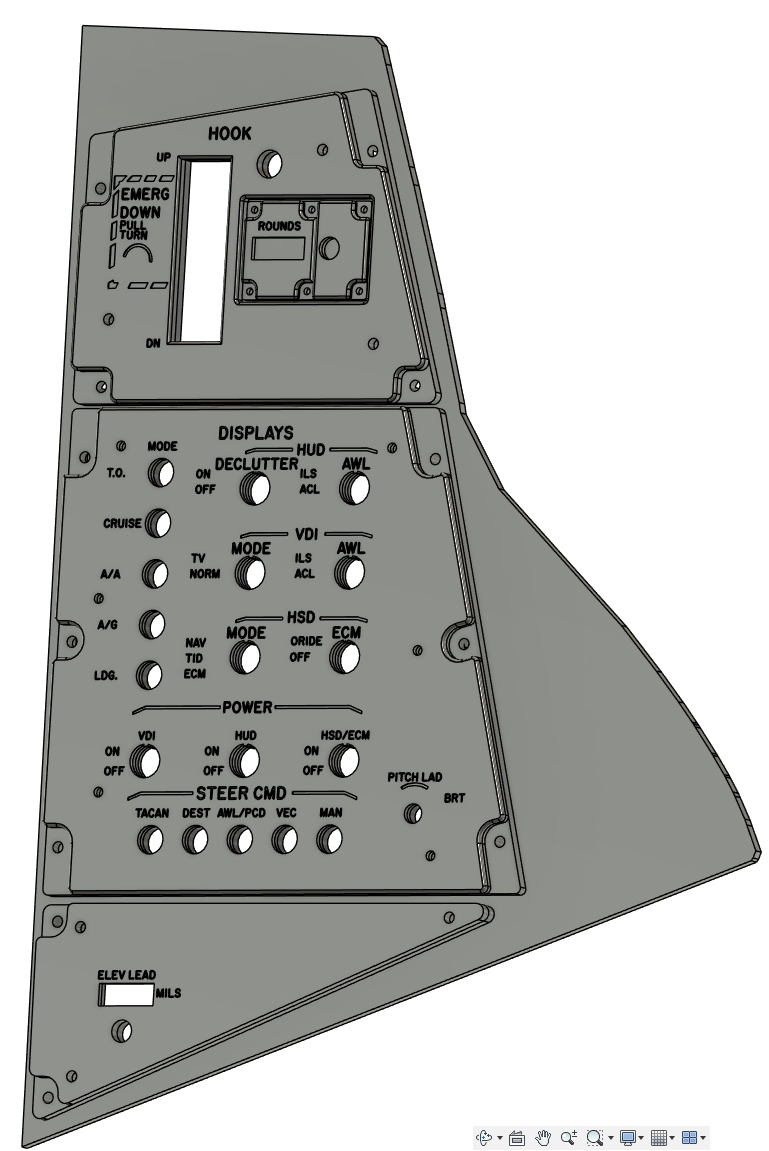 HOOK
UP
EMERG
DOWN
PULL
TURN
ROUNDS
DN
DISPLAYS
MODE
HUD
T.O.
ON
OFF
DECLUTTER
ILS
ACL
AWL
CRUISE
VDI
A/A
TV
NORM
MODE
ILS
ACL
AWL
A/G
HSD
NAV
TID
ECM
MODE
ORIDE
OFF
ECM
LDG.
POWER
VDI
HUD
HSD/ECM
ON
OFF
ON
OFF
ON
OFF
PITCH LAD
BRT
STEER CMD
TACAN DEST AWL/PCD VEC MAN
ELEV LEAD
MILS